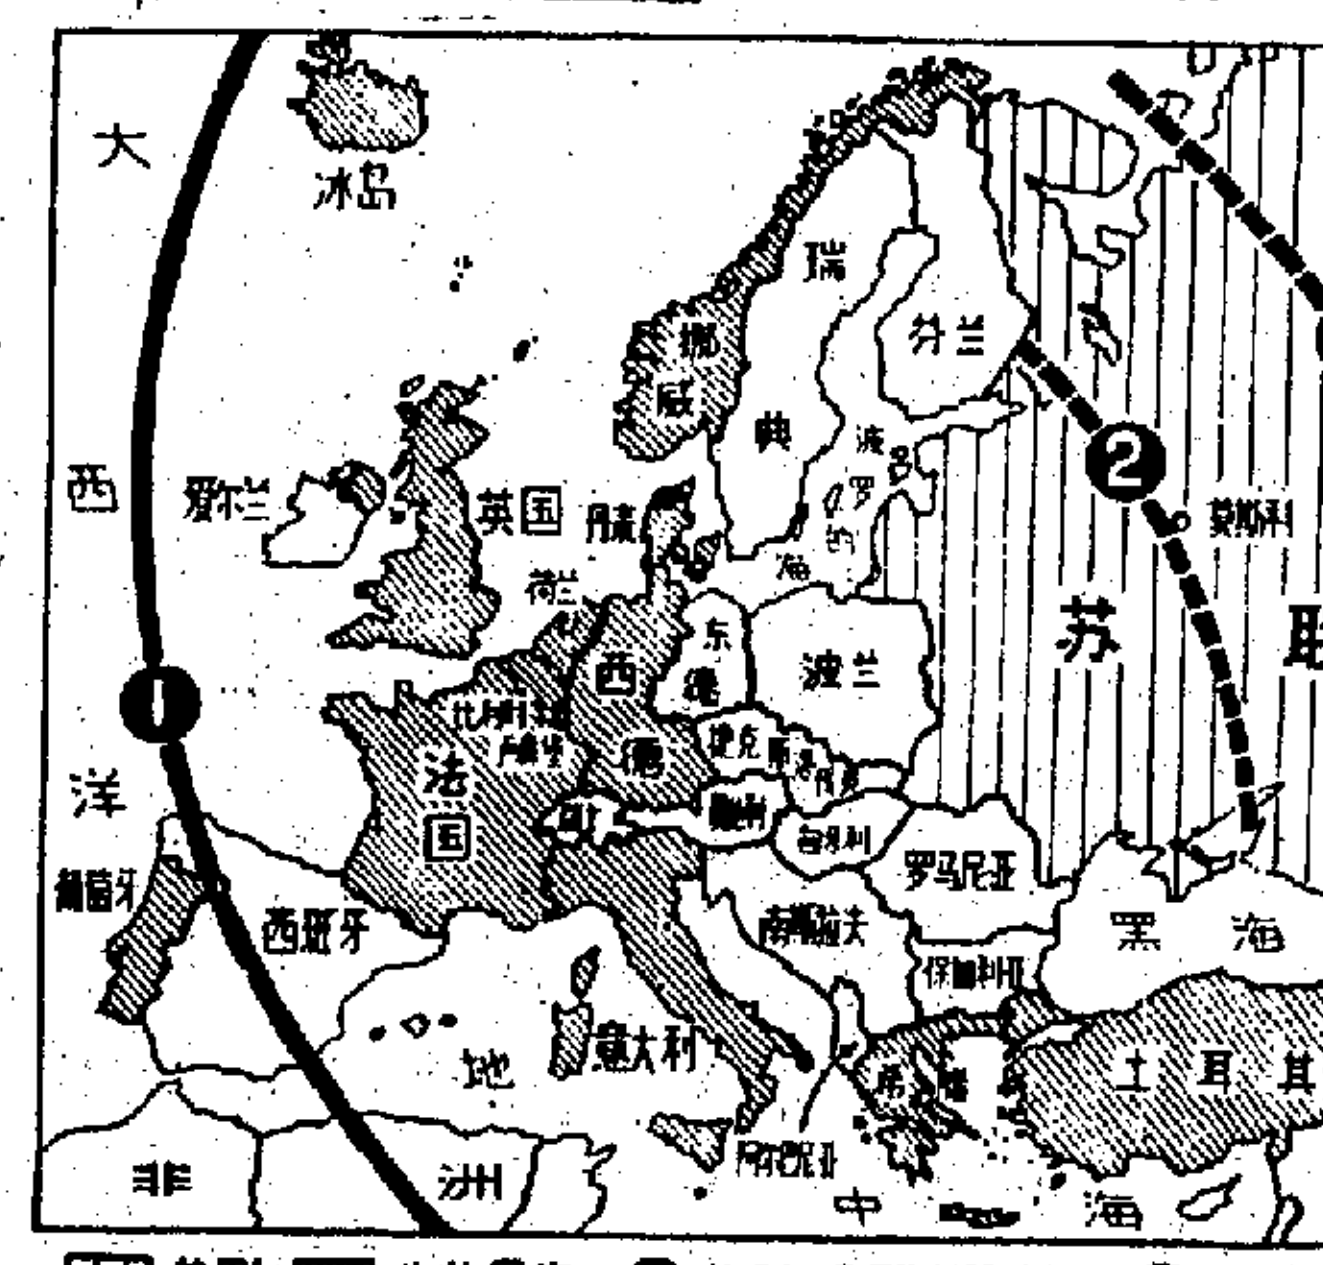 大
西
洋
冰岛
挪
威
瑞
典
芬兰
爱尔兰
英国
丹麦
荷兰
波
罗
的
海
2
莫斯科
苏
联
1
西
德
东
德
波兰
比利时
卢森堡
法
国
捷克斯洛伐克
瑞士
奥地利
匈牙利
罗马尼亚
葡萄牙
西班牙
南斯拉夫
保加利亚
黑海
地
中
海
意大利
希
腊
土耳其
阿尔巴尼亚
非洲